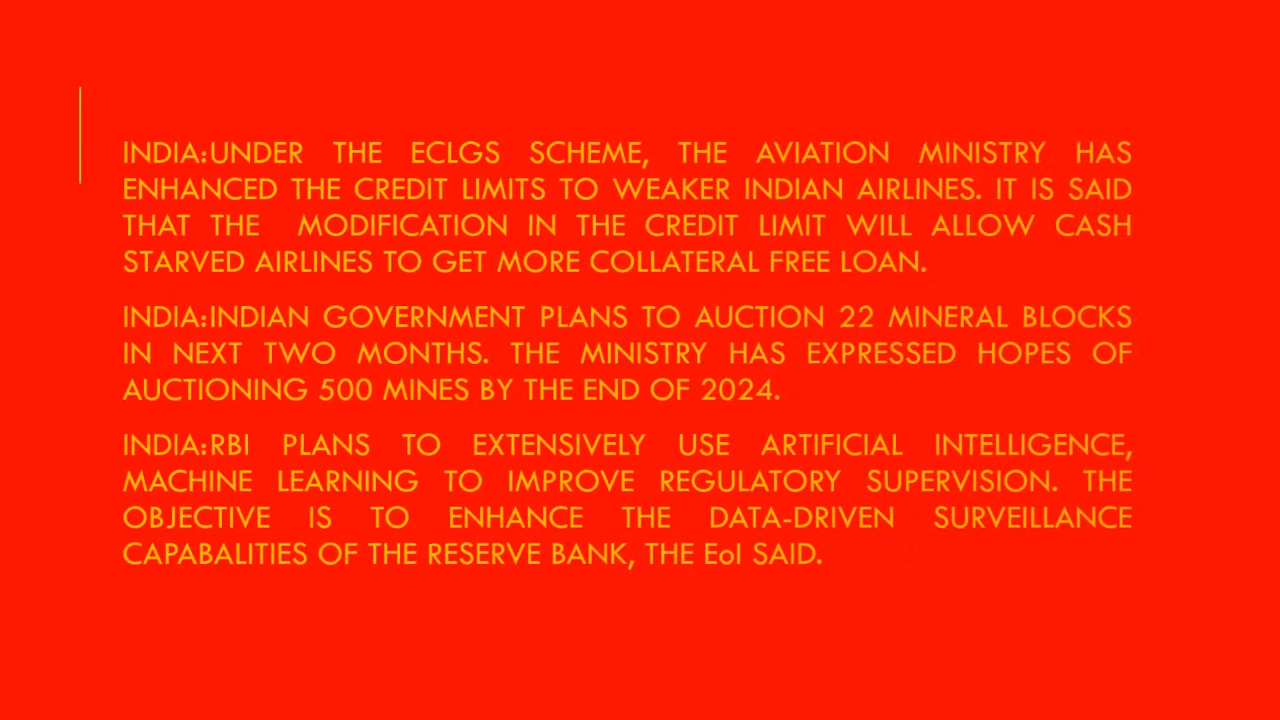 INDIA:UNDER THE ECLGS SCHEME, THE AVIATION MINISTRY HAS
ENHANCED THE CREDIT LIMITS TO WEAKER INDIAN AIRLINES. IT IS SAID
THAT THE  MODIFICATION IN THE CREDIT LIMIT WILL ALLOW CASH
STARVED AIRLINES TO GET MORE COLLATERAL FREE LOAN.
INDIA:INDIAN GOVERNMENT PLANS TO AUCTION 22 MINERAL BLOCKS
IN NEXT TWO MONTHS. THE MINISTRY HAS EXPRESSED HOPES OF
AUCTIONING 500 MINES BY THE END OF 2024.
INDIA:RBI PLANS TO EXTENSIVELY USE ARTIFICIAL INTELLIGENCE,
MACHINE LEARNING TO IMPROVE REGULATORY SUPERVISION. THE
OBJECTIVE IS TO ENHANCE THE DATA-DRIVEN SURVEILLANCE
CAPABALITIES OF THE RESERVE BANK, THE EoI SAID.